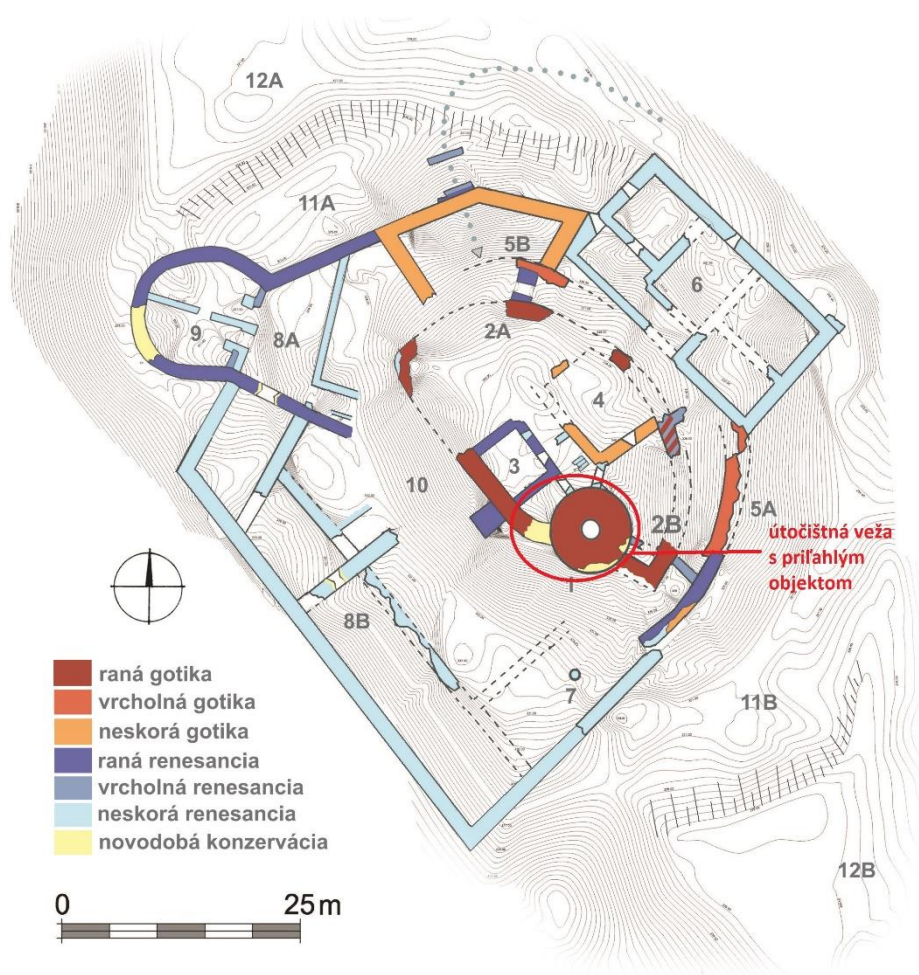 12A
11A
5B
6
2A
9
8A
4
3
10
2B
5A
útočištná veža
s priľahlým
objektom
1
8B
7
11B
12B
raná gotika
vrcholná gotika
neskorá gotika
raná renesancia
vrcholná renesancia
neskorá renesancia
novodobá konzervácia
0 25 m